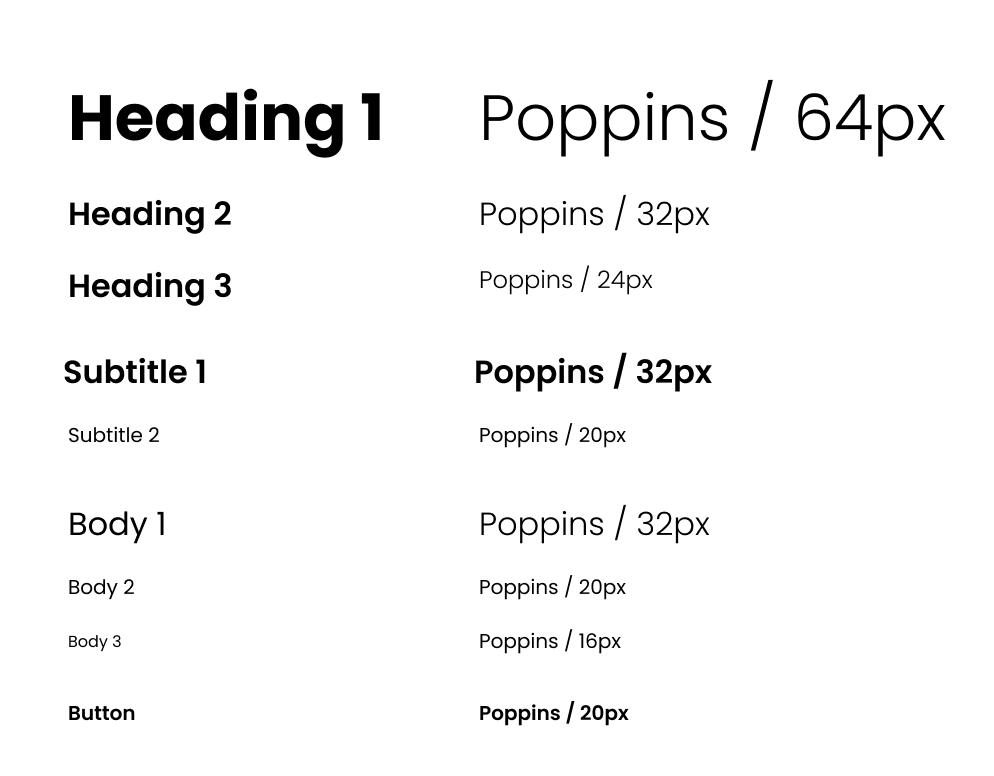 Heading 1 Poppins / 64px
Heading 2 Poppins / 32px
Heading 3 Poppins / 24px
Subtitle 1 Poppins / 32px
Subtitle 2 Poppins / 20px
Body 1 Poppins / 32px
Body 2 Poppins / 20px
Body 3 Poppins / 16px
Button Poppins / 20px